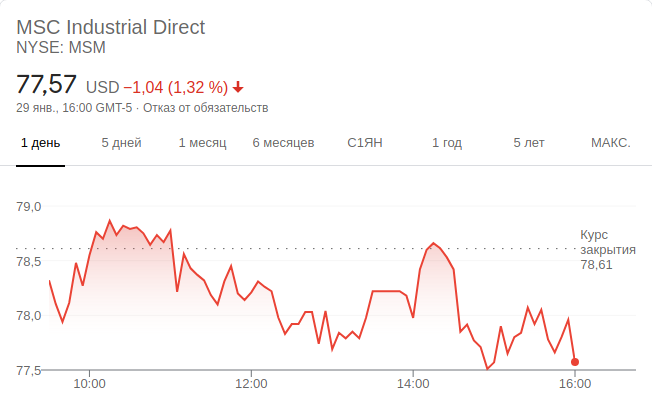 MSC Industrial Direct
NYSE: MSM
77,57 USD −1,04 (1,32 %)
29 янв., 16:00 GMT-5 · Отказ от обязательств
1 день 5 дней 1 месяц 6 месяцев С1ЯН 1 год 5 лет МАКС.
79,0
Курс
закрытия
78,61
78,5
78,0
77,5
10:00 12:00 14:00 16:00